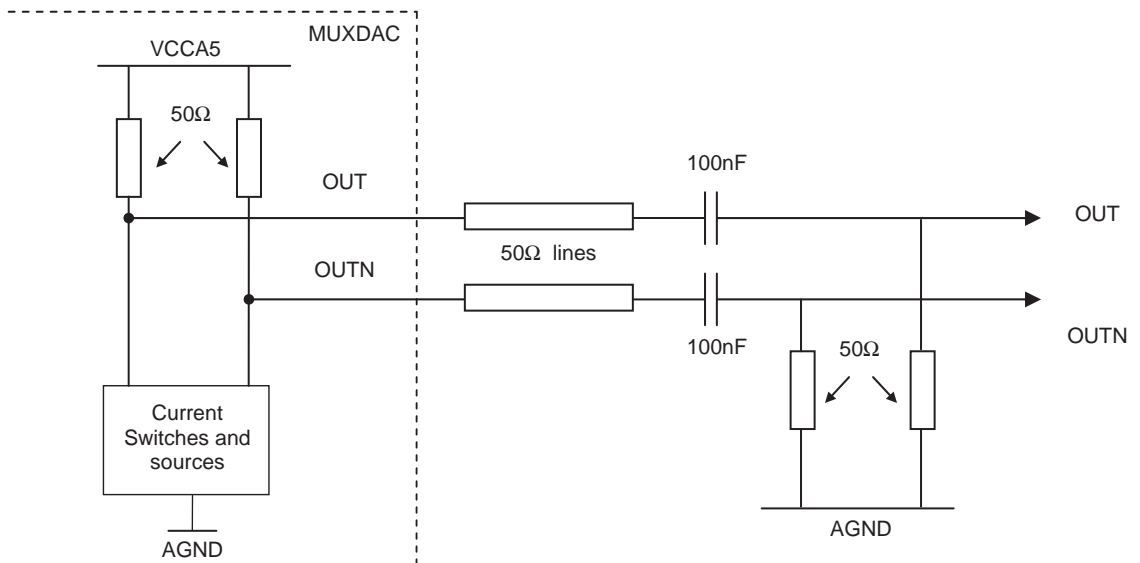 MUXDAC
VCCA5
50Ω
100nF
OUT
OUT
50Ω lines
OUTN
OUTN
100nF
50Ω
Current
Switches and
sources
AGND
AGND